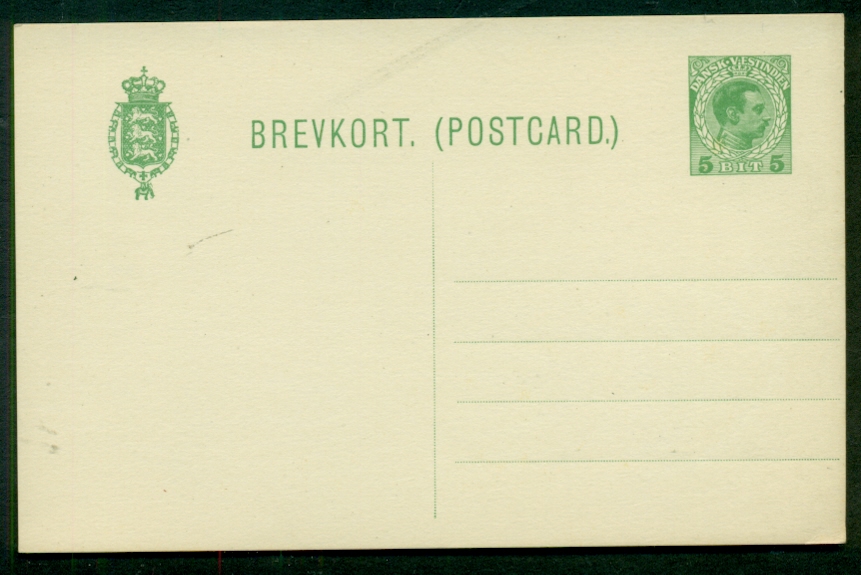 BREVKORT. (POSTCARD.)
DANSK-VESTINDIEN
5 BIT 5